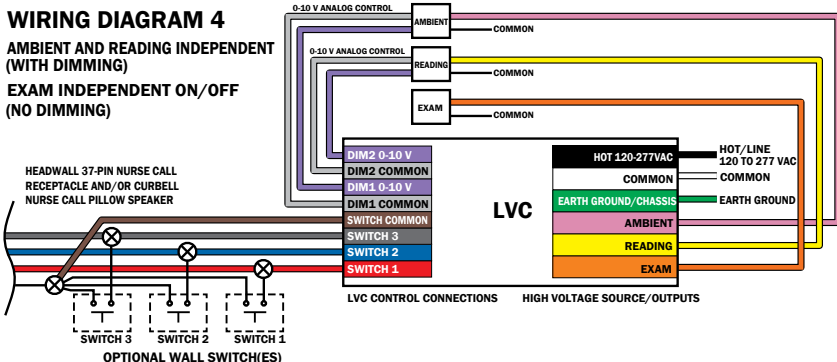 WIRING DIAGRAM 4
AMBIENT AND READING INDEPENDENT
(WITH DIMMING)
EXAM INDEPENDENT ON/OFF
(NO DIMMING)
0-10 V ANALOG CONTROL
AMBIENT
COMMON
0-10 V ANALOG CONTROL
READING
COMMON
EXAM
COMMON
HEADWALL 37-PIN NURSE CALL
RECEPTACLE AND/OR CURBELL
NURSE CALL PILLOW SPEAKER
DIM2 0-10 V
DIM2 COMMON
DIM1 0-10 V
DIM1 COMMON
SWITCH COMMON
SWITCH 3
SWITCH 2
SWITCH 1
LVC
HOT 120-277VAC
COMMON
EARTH GROUND/CHASSIS
AMBIENT
READING
EXAM
HOT/LINE
120 TO 277 VAC
COMMON
EARTH GROUND
LVC CONTROL CONNECTIONS
HIGH VOLTAGE SOURCE/OUTPUTS
SWITCH 3
SWITCH 2
SWITCH 1
OPTIONAL WALL SWITCH(ES)